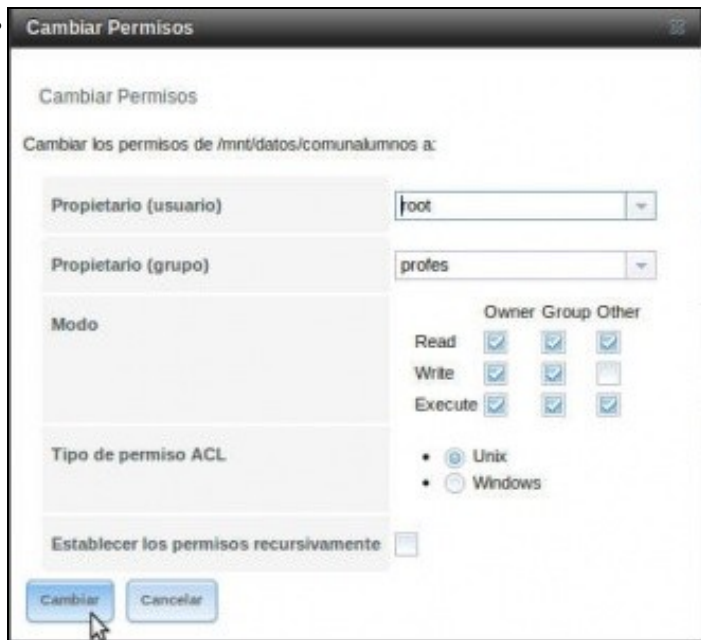 Cambiar Permisos
Cambiar Permisos
Cambiar los permisos de /mnt/datos/comunalumnos a:
Propietario (usuario) root
Propietario (grupo) profes
Modo Owner Group Other
Read
Write
Execute
Tipo de permiso ACL Unix
Windows
Establecer los permisos recursivamente
Cambiar Cancelar